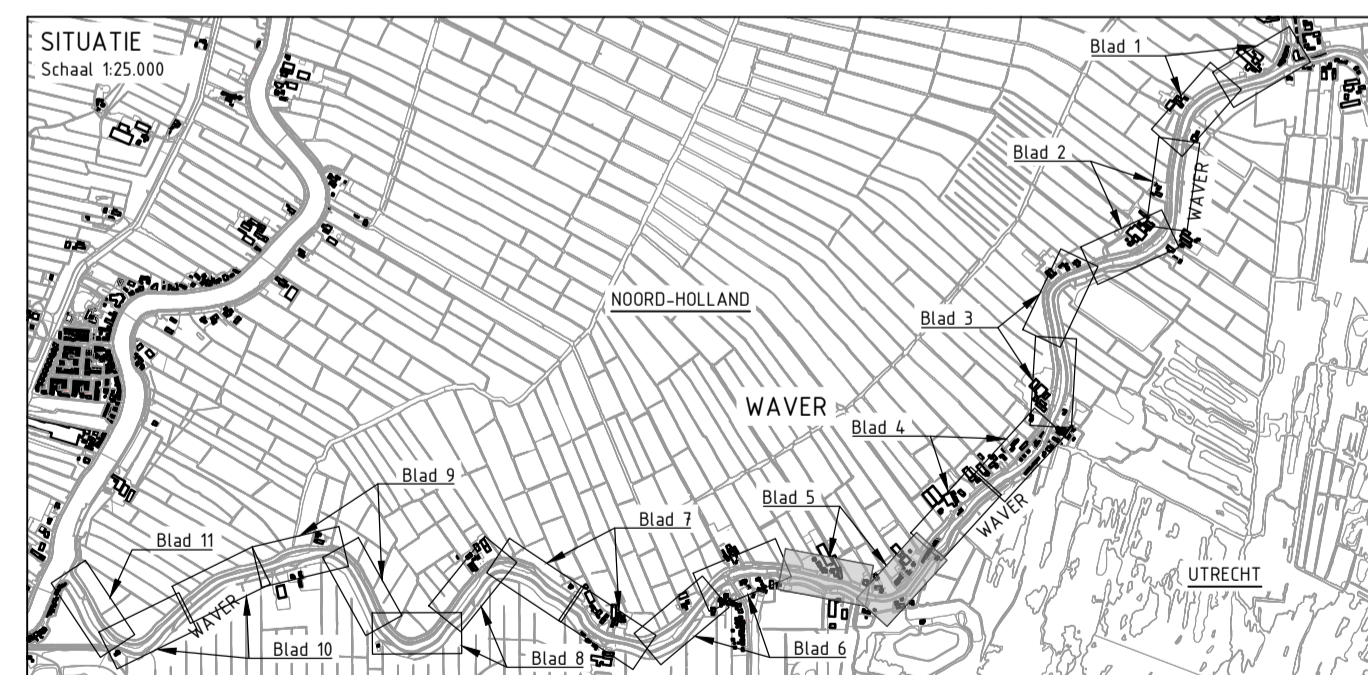 SITUATIE
Schaal 1:25.000
Blad 1
Blad 2
WAVER
NOORD-HOLLAND
Blad 3
WAVER
Blad 4
Blad 9
Blad 5
Blad 7
WAVER
Blad 11
UTRECHT
WAVER
Blad 10
Blad 8
Blad 6